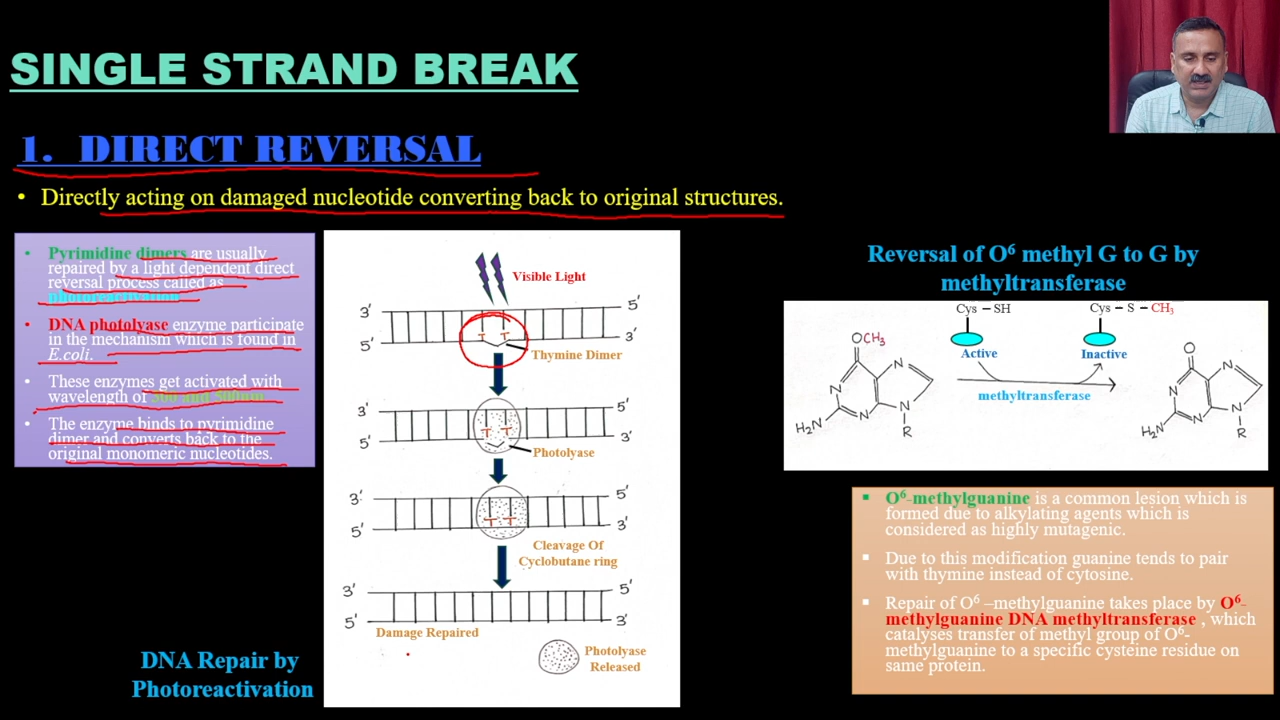 SINGLE STRAND BREAK
1. DIRECT REVERSAL
• Directly acting on damaged nucleotide converting back to original structures.
• Pyrimidine dimers are usually
repaired by a light dependent direct
reversal process called as
photoreactivation
• DNA photolyase enzyme participate
in the mechanism which is found in
E.coli.
• These enzymes get activated with
wavelength of 300 and 500nm
• The enzyme binds to pyrimidine
dimer and converts back to the
original monomeric nucleotides.
DNA Repair by
Photoreactivation
Visible Light
3' 5'
5' T T 3'
Thymine Dimer
3' 5'
5' T T 3'
Photolyase
3' 5'
5' T T 3'
Cleavage Of
Cyclobutane ring
3' 5'
5' 3'
Damage Repaired
Photolyase
Released
Reversal of O⁶ methyl G to G by
methyltransferase
Cys – SH Cys – S – CH₃
Active Inactive
methyltransferase
OCH₃
N N
H₂N N N
R
O
N N
H₂N N N
R
▪ O⁶-methylguanine is a common lesion which is
formed due to alkylating agents which is
considered as highly mutagenic.
▪ Due to this modification guanine tends to pair
with thymine instead of cytosine.
▪ Repair of O⁶ –methylguanine takes place by O⁶-
methylguanine DNA methyltransferase , which
catalyses transfer of methyl group of O⁶-
methylguanine to a specific cysteine residue on
same protein.